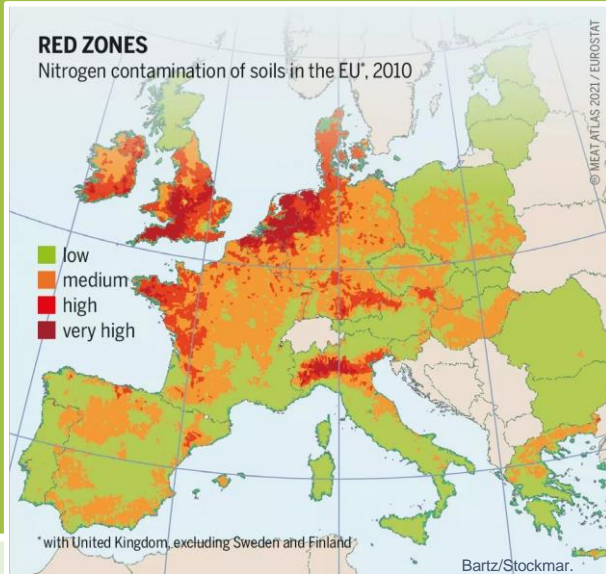 RED ZONES
Nitrogen contamination of soils in the EU*, 2010
© MEAT ATLAS 2021 / EUROSTAT
low
medium
high
very high
* with United Kingdom, excluding Sweden and Finland
Bartz/Stockmar.